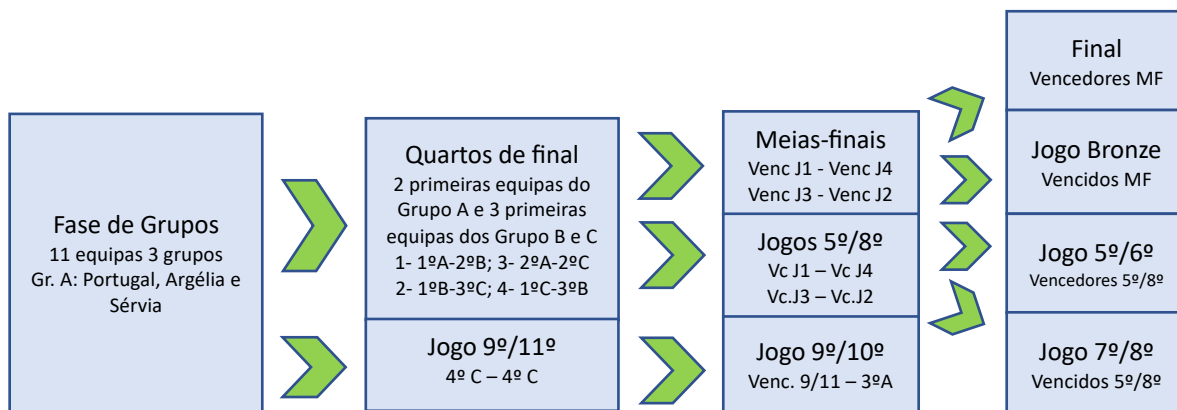 Fase de Grupos
11 equipas 3 grupos
Gr. A: Portugal, Argélia e
Sérvia
Quartos de final
2 primeiras equipas do
Grupo A e 3 primeiras
equipas dos Grupo B e C
1- 1ºA-2ºB; 3- 2ºA-2ºC
2- 1ºB-3ºC; 4- 1ºC-3ºB
Jogo 9º/11º
4º C – 4º C
Meias-finais
Venc J1 - Venc J4
Venc J3 - Venc J2
Jogos 5º/8º
Vc J1 – Vc J4
Vc.J3 – Vc.J2
Jogo 9º/10º
Venc. 9/11 – 3ºA
Final
Vencedores MF
Jogo Bronze
Vencidos MF
Jogo 5º/6º
Vencedores 5º/8º
Jogo 7º/8º
Vencidos 5º/8º